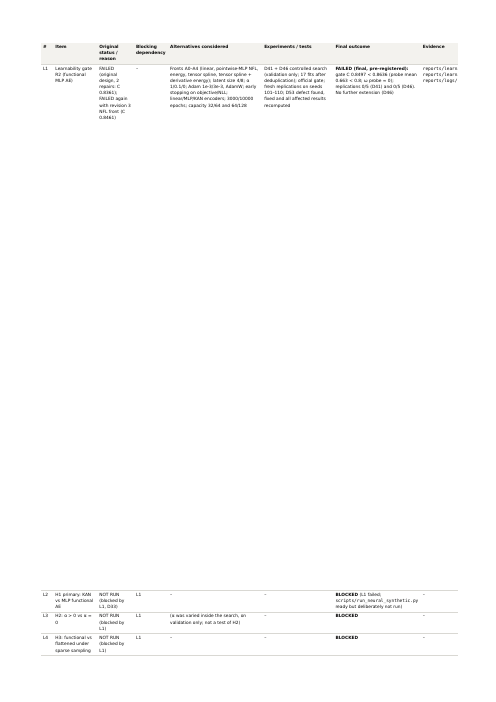 # Item Original status / reason Blocking dependency Alternatives considered Experiments / tests Final outcome Evidence
L1
Learnability gate
R2 (functional
MLP AE)
FAILED
(original
design, 2
repairs: C
0.8361);
FAILED again
with revision 3
NFL front (C
0.8461)
–
Fronts A0–A4 (linear, pointwise-MLP NFL,
energy, tensor spline, tensor spline +
derivative energy); latent size 4/8; α
1/0.1/0; Adam 1e-3/3e-3, AdamW; early
stopping on objective/NLL;
linear/MLP/KAN encoders; 3000/10000
epochs; capacity 32/64 and 64/128
D41 + D46 controlled search
(validation only; 17 fits after
deduplication); official gate;
fresh replications on seeds
101–110; D53 defect found,
fixed and all affected results
recomputed
FAILED (final, pre-registered):
gate C 0.8497 < 0.8636 (probe mean
0.663 < 0.8; ω probe ≈ 0);
replications 0/5 (D41) and 0/5 (D46).
No further extension (D46)
reports/learn
reports/learn
reports/logs/
L2
H1 primary: KAN
vs MLP functional
AE
NOT RUN
(blocked by
L1, D33)
L1
–
–
BLOCKED (L1 failed;
scripts/run_neural_synthetic.py
ready but deliberately not run)
–
L3
H2: α > 0 vs α =
0
NOT RUN
(blocked by
L1)
L1
(α was varied inside the search, on
validation only; not a test of H2)
–
BLOCKED
–
L4
H3: functional vs
flattened under
sparse sampling
NOT RUN
(blocked by
L1)
L1
–
–
BLOCKED
–